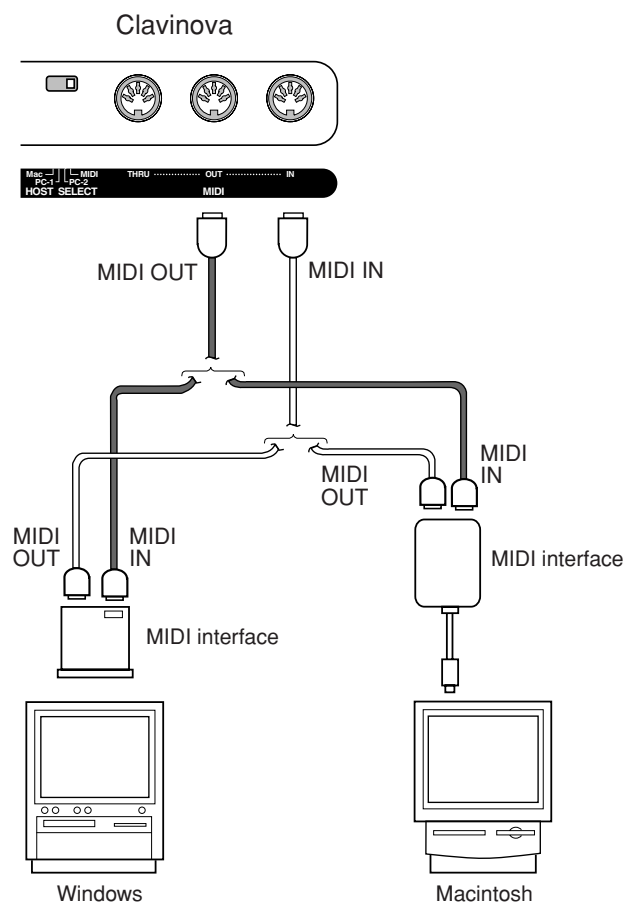 Clavinova
Mac MIDI THRU OUT IN
PC-1 PC-2
HOST SELECT MIDI
MIDI OUT MIDI IN
MIDI
IN
MIDI
OUT
MIDI
OUT
MIDI
IN
MIDI interface
MIDI interface
Windows
Macintosh